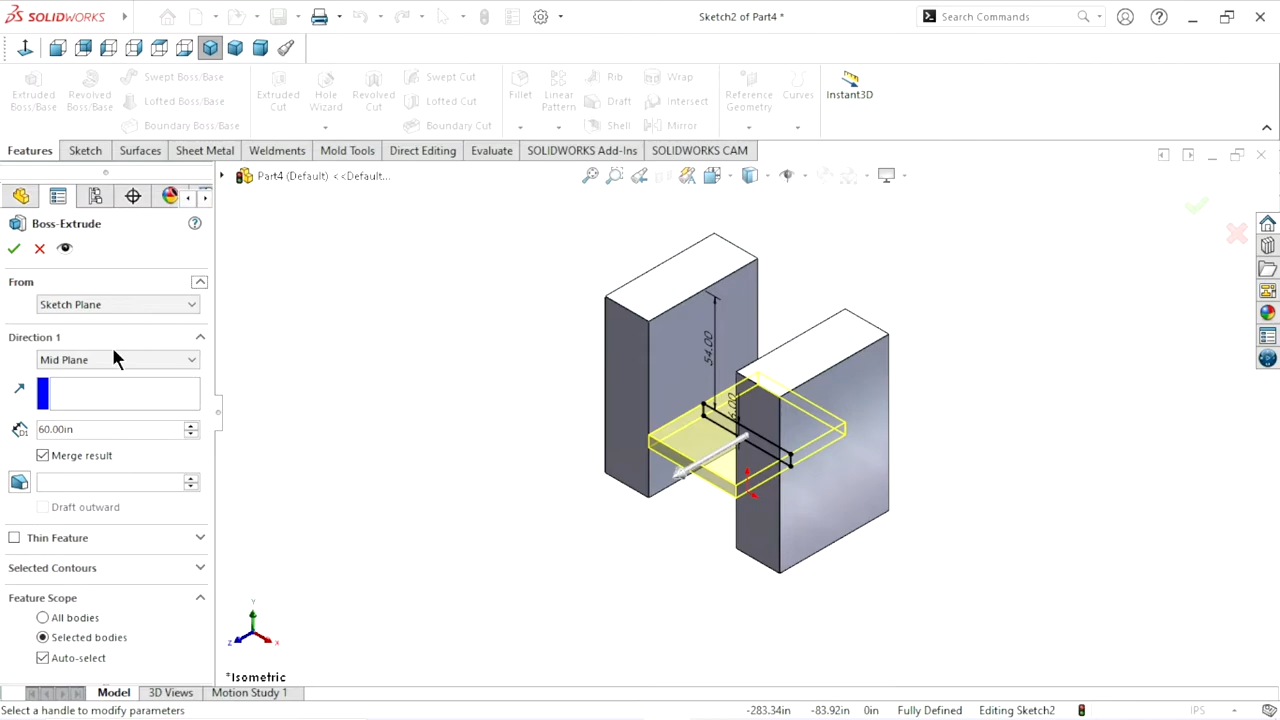 SOLIDWORKS
Sketch2 of Part4 *
Search Commands
Extruded Boss/Base
Revolved Boss/Base
Swept Boss/Base
Lofted Boss/Base
Boundary Boss/Base
Extruded Cut
Hole Wizard
Revolved Cut
Swept Cut
Lofted Cut
Boundary Cut
Fillet
Linear Pattern
Rib
Draft
Shell
Wrap
Intersect
Mirror
Reference Geometry
Curves
Instant3D
Features
Sketch
Surfaces
Sheet Metal
Weldments
Mold Tools
Direct Editing
Evaluate
SOLIDWORKS Add-Ins
SOLIDWORKS CAM
Part4 (Default) <<Default...
Boss-Extrude
From
Sketch Plane
Direction 1
Mid Plane
60.00in
Merge result
Draft outward
Thin Feature
Selected Contours
Feature Scope
All bodies
Selected bodies
Auto-select
54.00
Y
Z
X
*Isometric
Model
3D Views
Motion Study 1
Select a handle to modify parameters
-283.34in
-83.92in
0in
Fully Defined
Editing Sketch2
IPS